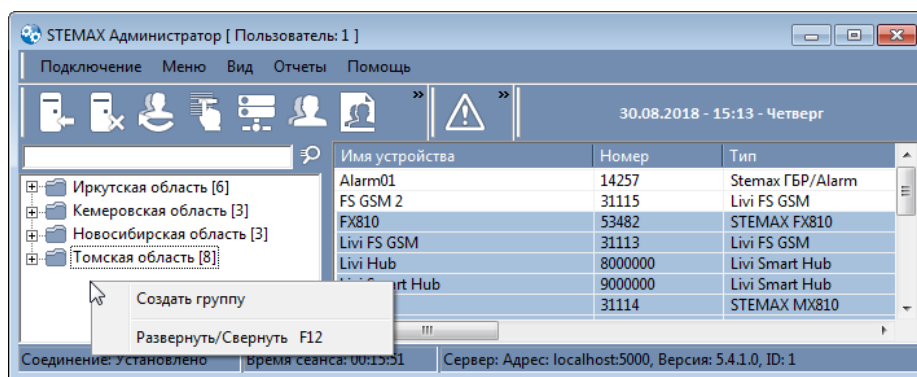 STEMAX Администратор [ Пользователь: 1 ]
Подключение Меню Вид Отчеты Помощь
30.08.2018 - 15:13 - Четверг
Имя устройства Номер Тип
Alarm01 14257 Stemax ГБР/Alarm
FS GSM 2 31115 Livi FS GSM
FX810 53482 STEMAX FX810
Livi FS GSM 31113 Livi FS GSM
Livi Hub 8000000 Livi Smart Hub
Hub 9000000 Livi Smart Hub
31114 STEMAX MX810
Иркутская область [6]
Кемеровская область [3]
Новосибирская область [3]
Томская область [8]
Создать группу
Развернуть/Свернуть F12
Соединение: Установлено Время сеанса: 00:15:51 Сервер: Адрес: localhost:5000, Версия: 5.4.1.0, ID: 1